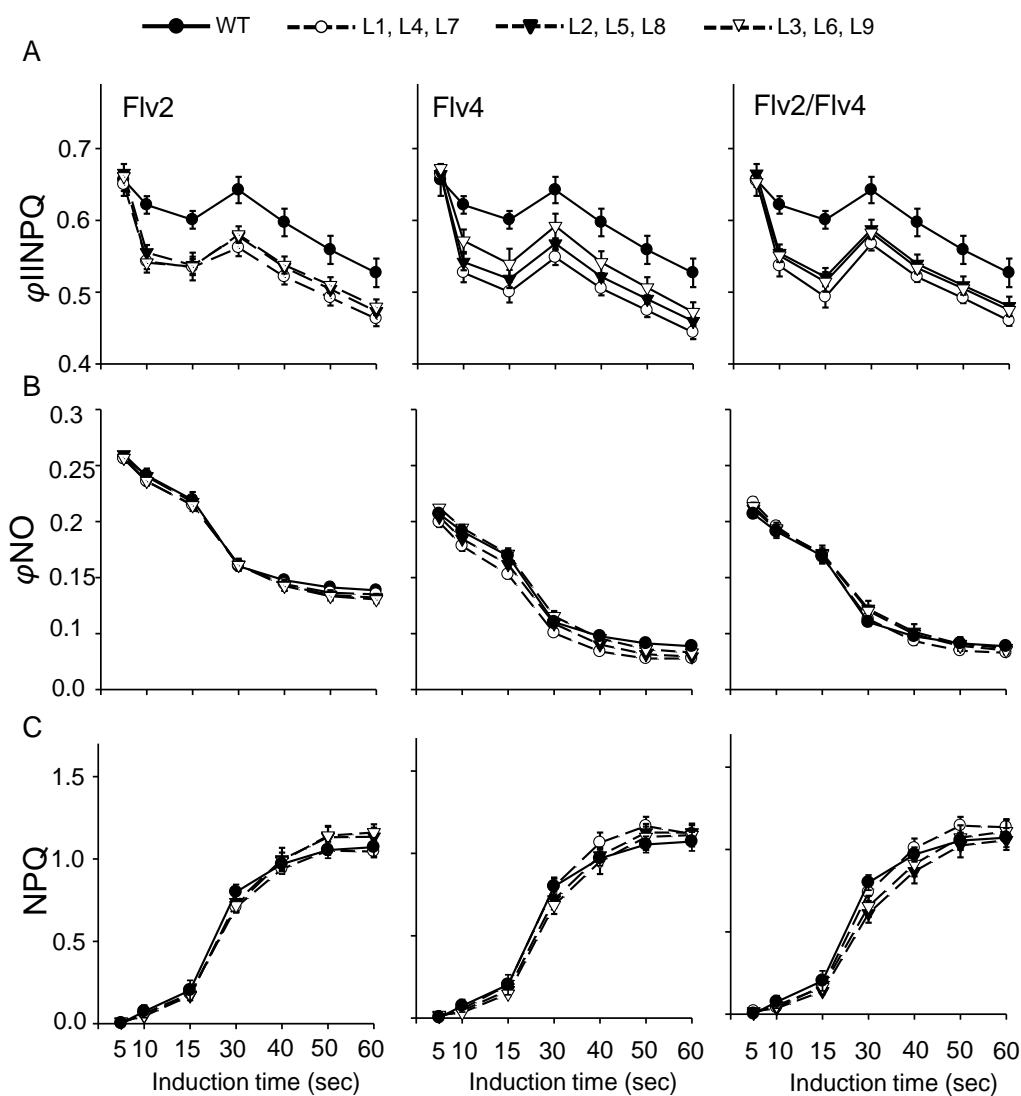 WT L1, L4, L7 L2, L5, L8 L3, L6, L9
A
Flv2 Flv4 Flv2/Flv4
φIINPQ
0.7
0.6
0.5
0.4
B
φNO
0.3
0.25
0.2
0.15
0.1
0.0
C
NPQ
1.5
1.0
0.5
0.0
5 10 15 30 40 50 60 5 10 15 30 40 50 60 5 10 15 30 40 50 60
Induction time (sec) Induction time (sec) Induction time (sec)